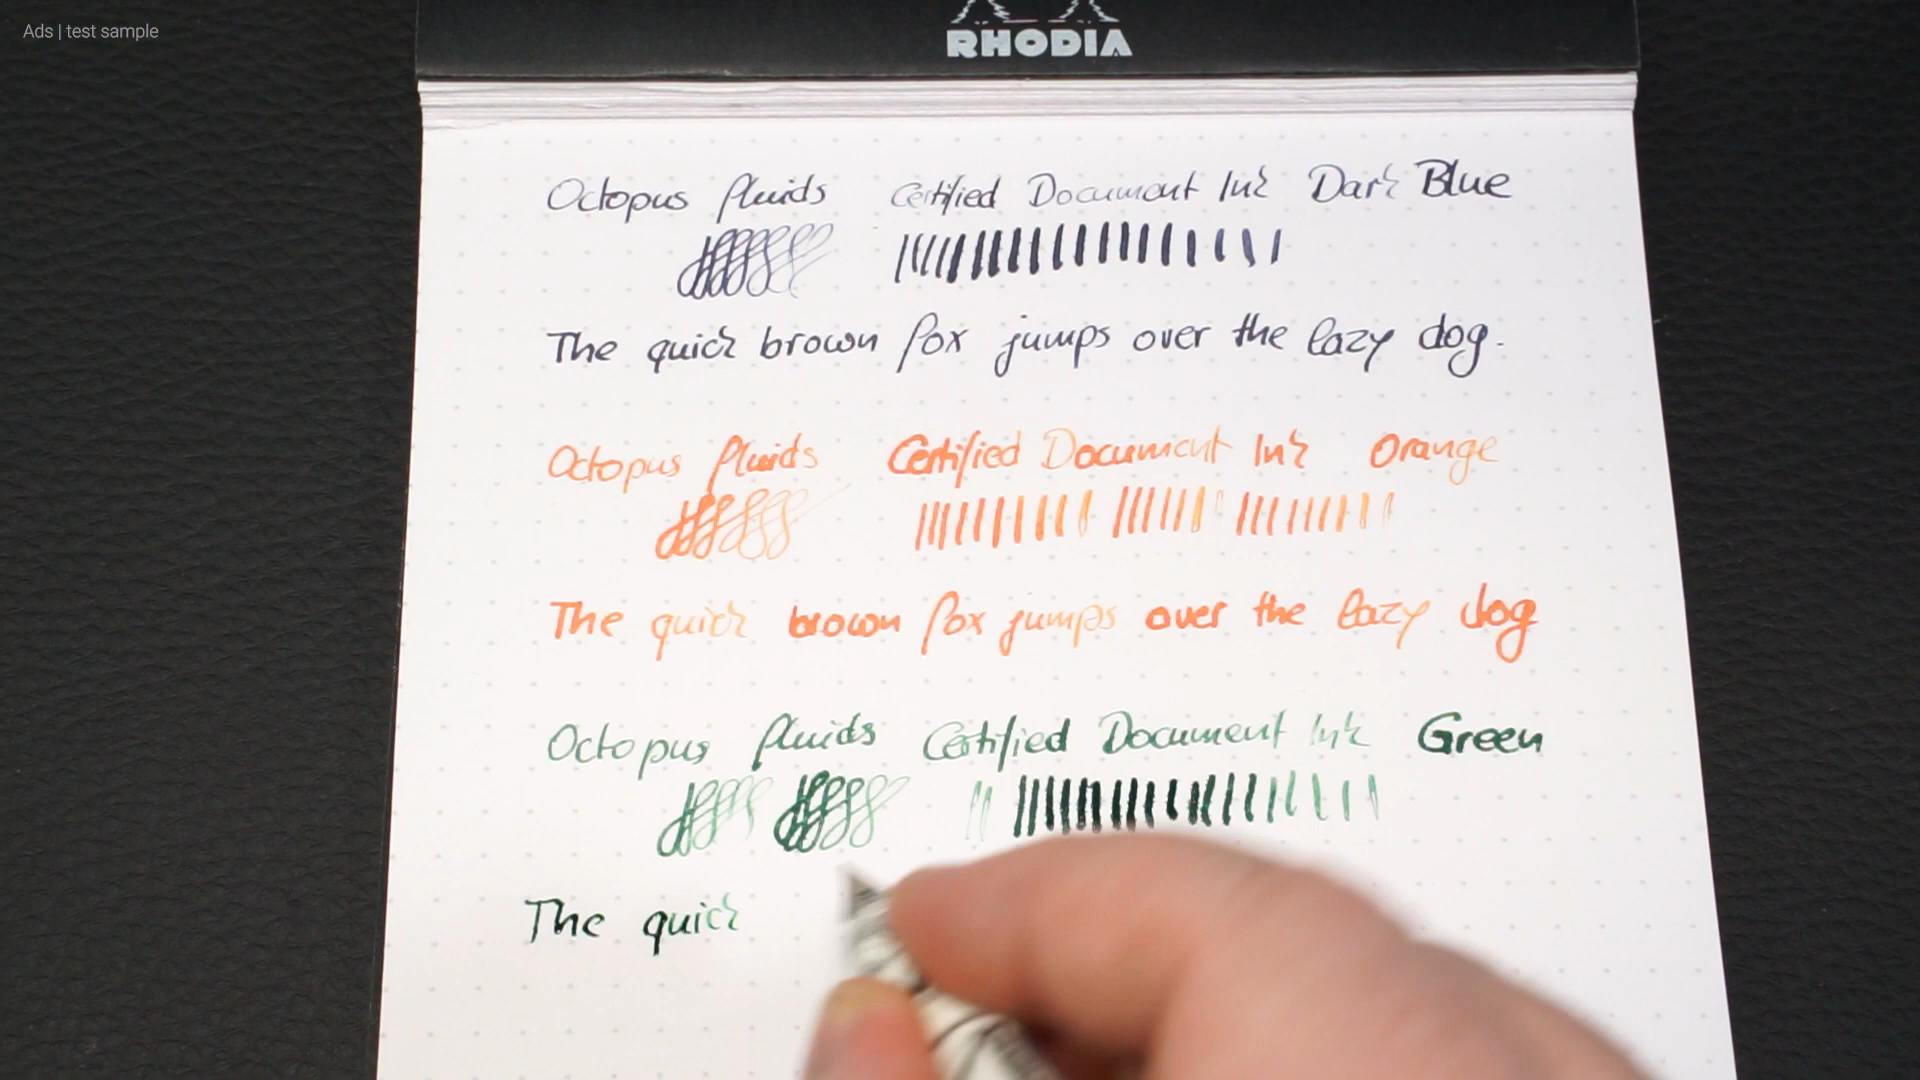 Ads | test sample
RHODIA
Octopus fluids Certified Document Ink Dark Blue
The quick brown fox jumps over the lazy dog.
Octopus fluids Certified Document Ink Orange
The quick brown fox jumps over the lazy dog
Octopus fluids Certified Document Ink Green
The quick